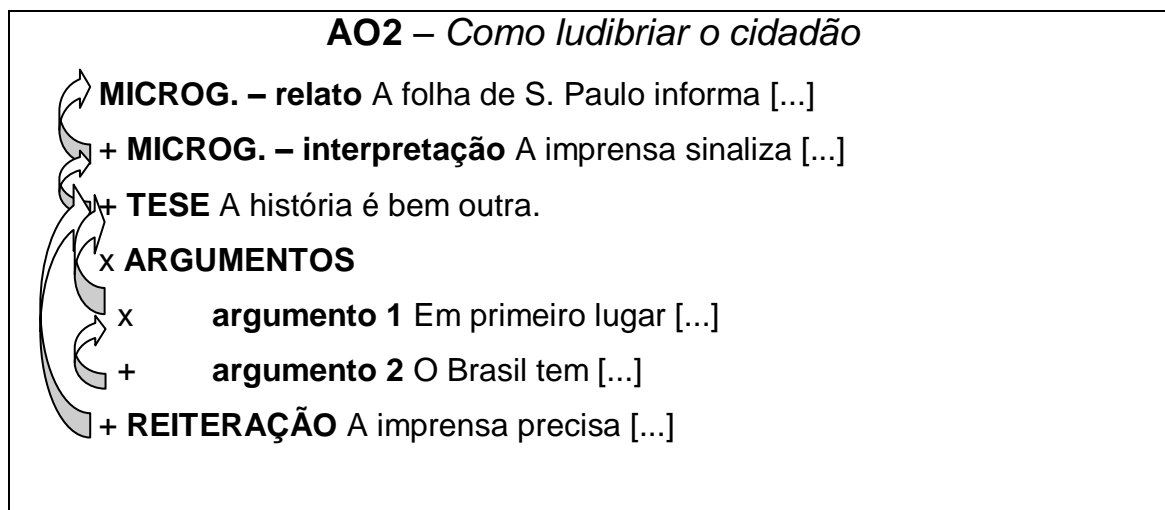 AO2 – Como ludibriar o cidadão
MICROG. – relato A folha de S. Paulo informa [...]
+ MICROG. – interpretação A imprensa sinaliza [...]
+ TESE A história é bem outra.
x ARGUMENTOS
x argumento 1 Em primeiro lugar [...]
+ argumento 2 O Brasil tem [...]
+ REITERAÇÃO A imprensa precisa [...]